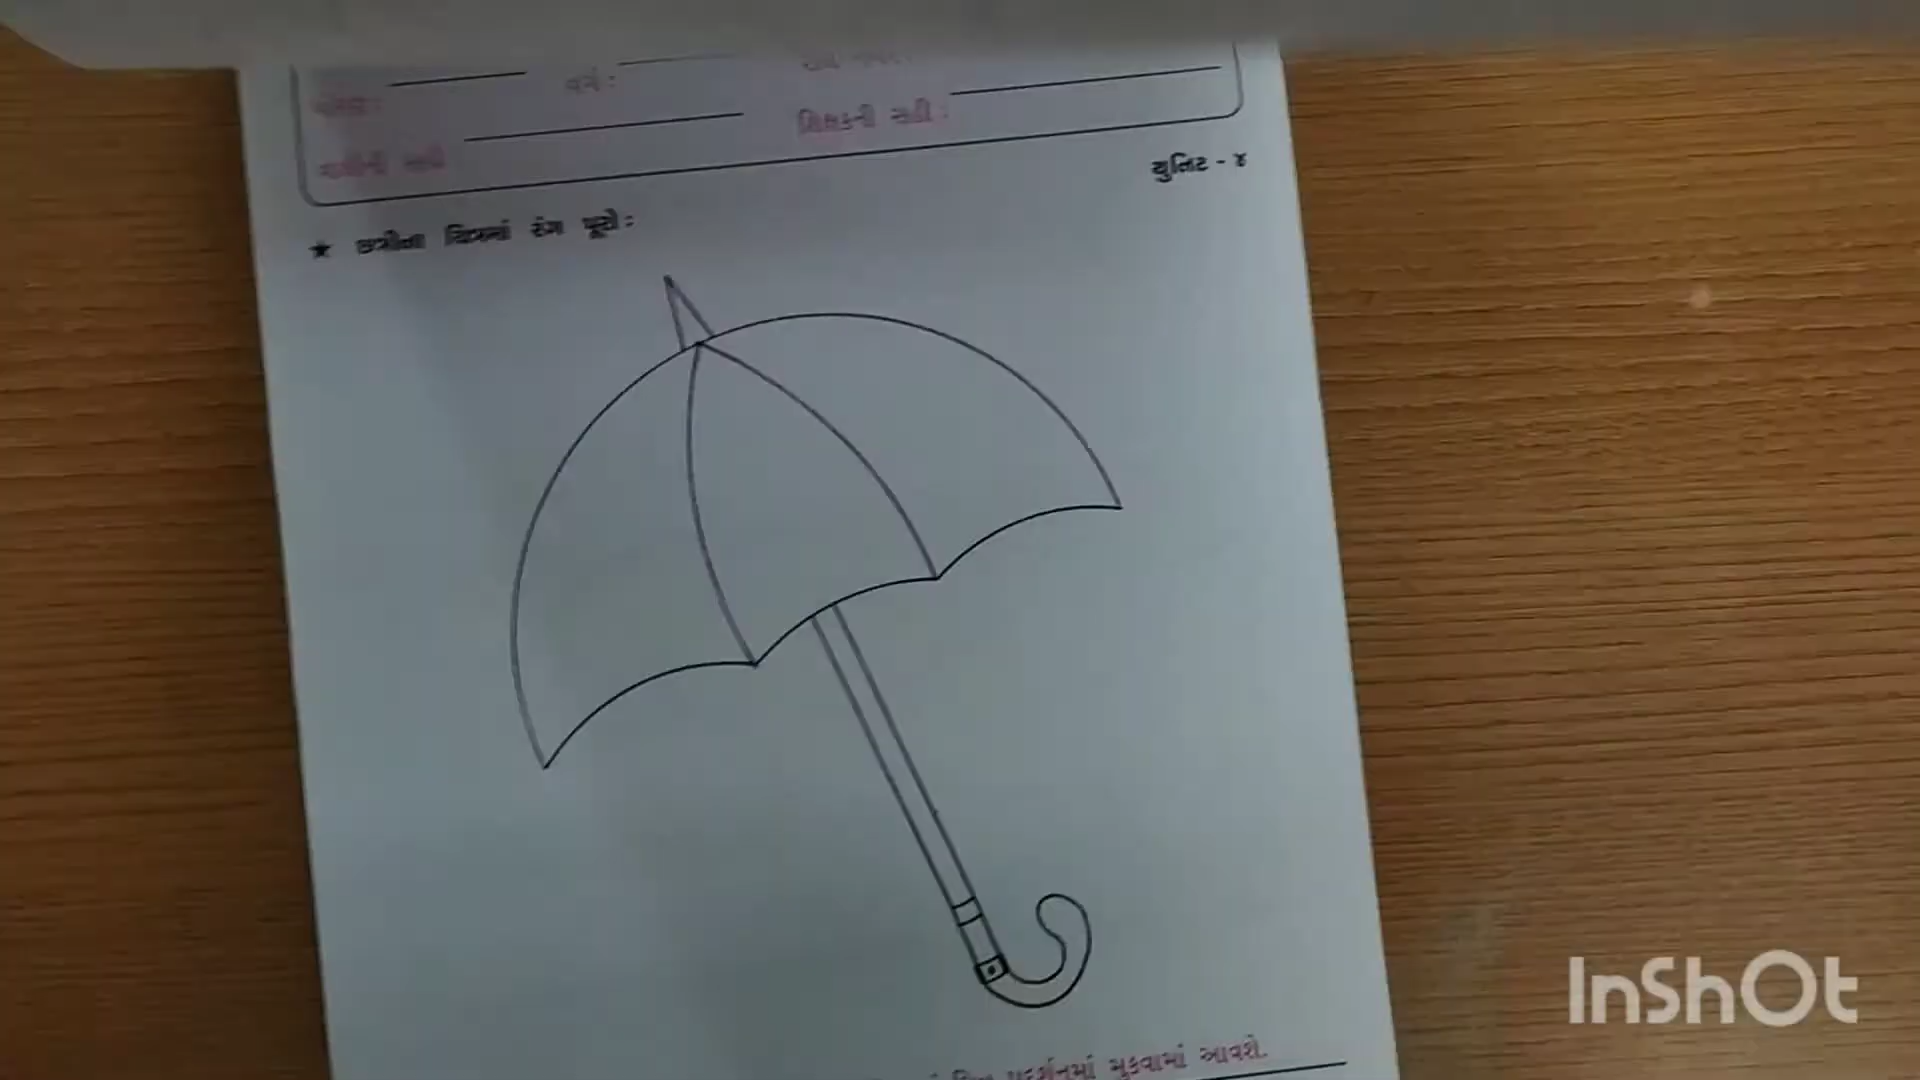 વર્ગ :
શિક્ષકની સહી :
યુનિટ - ૪
★ છત્રીના ચિત્રમાં રંગ પૂરો :
પ્રદર્શનમાં મુકવામાં આવશે.
InShOt